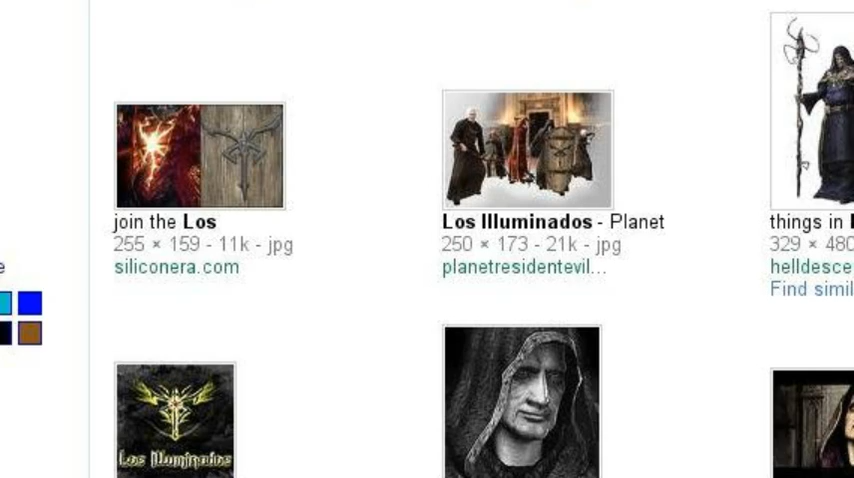 join the Los
255 × 159 - 11k - jpg
siliconera.com
Los Illuminados - Planet
250 × 173 - 21k - jpg
planetresidentevil...
things in
329 × 480
helldesce
Find simil
e
Los Illuminados